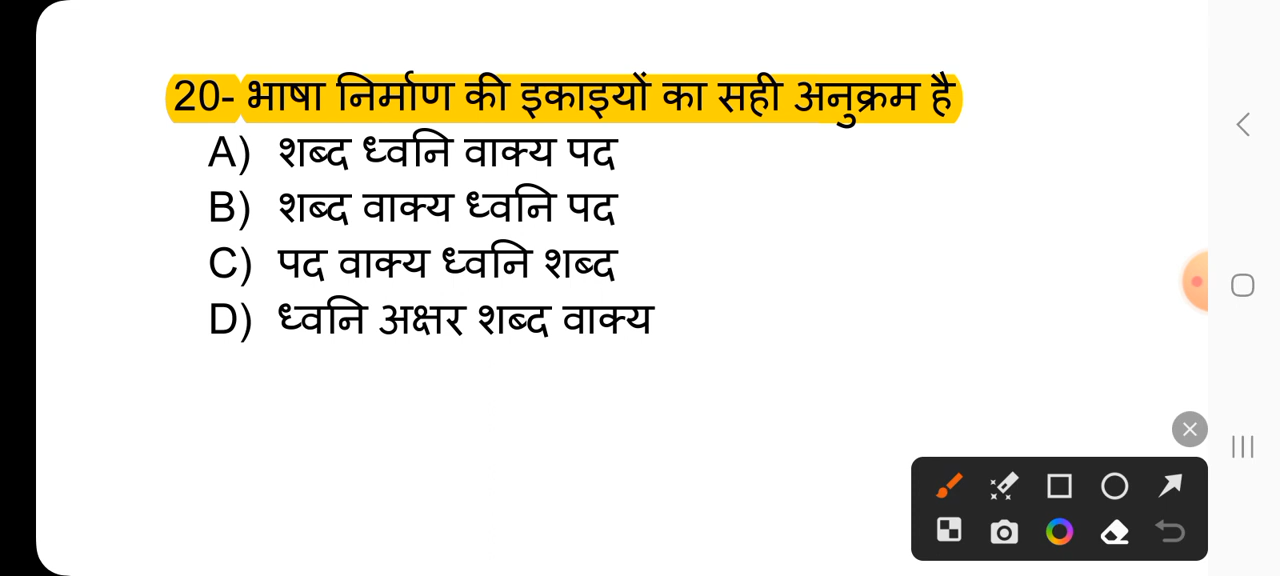 20- भाषा निर्माण की इकाइयों का सही अनुक्रम है
A) शब्द ध्वनि वाक्य पद
B) शब्द वाक्य ध्वनि पद
C) पद वाक्य ध्वनि शब्द
D) ध्वनि अक्षर शब्द वाक्य